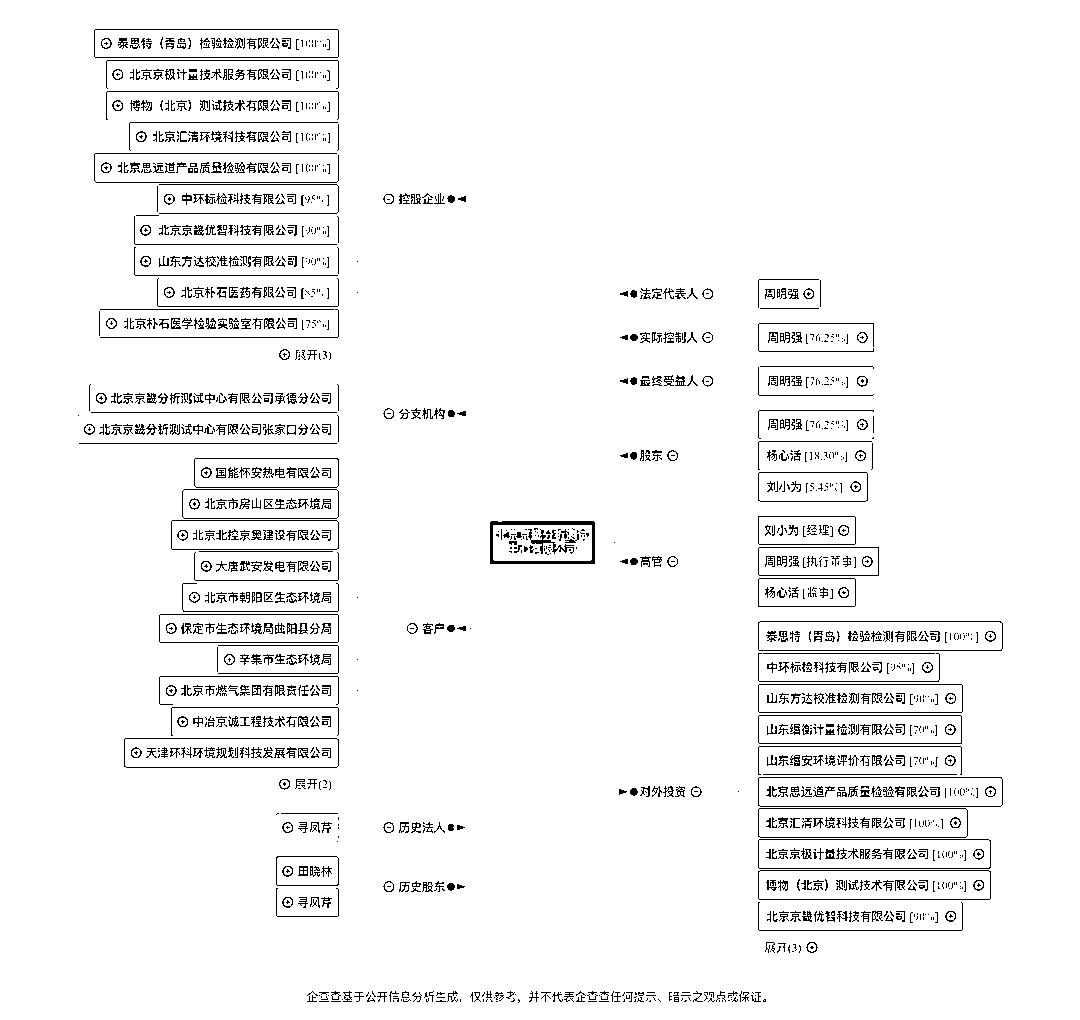 泰思特（青岛）检验检测有限公司 [100%]
北京京极计量技术服务有限公司 [100%]
博物（北京）测试技术有限公司 [100%]
北京汇清环境科技有限公司 [100%]
北京思远道产品质量检验有限公司 [100%]
中环标检科技有限公司 [95%]
北京京畿优智科技有限公司 [90%]
山东方达校准检测有限公司 [90%]
北京朴石医药有限公司 [85%]
北京朴石医学检验实验室有限公司 [75%]
展开(3)
控股企业
北京京畿分析测试中心有限公司承德分公司
北京京畿分析测试中心有限公司张家口分公司
分支机构
国能怀安热电有限公司
北京市房山区生态环境局
北京北控京奥建设有限公司
大唐武安发电有限公司
北京市朝阳区生态环境局
保定市生态环境局曲阳县分局
辛集市生态环境局
北京市燃气集团有限责任公司
中冶京诚工程技术有限公司
天津环科环境规划科技发展有限公司
展开(2)
客户
寻凤芹
历史法人
田晓林
寻凤芹
历史股东
北京京畿分析测试
中心有限公司
法定代表人
周明强
实际控制人
周明强 [76.25%]
最终受益人
周明强 [76.25%]
股东
周明强 [76.25%]
杨心活 [18.30%]
刘小为 [5.45%]
高管
刘小为 [经理]
周明强 [执行董事]
杨心活 [监事]
对外投资
泰思特（青岛）检验检测有限公司 [100%]
中环标检科技有限公司 [95%]
山东方达校准检测有限公司 [90%]
山东缁衡计量检测有限公司 [70%]
山东缁安环境评价有限公司 [70%]
北京思远道产品质量检验有限公司 [100%]
北京汇清环境科技有限公司 [100%]
北京京极计量技术服务有限公司 [100%]
博物（北京）测试技术有限公司 [100%]
北京京畿优智科技有限公司 [90%]
展开(3)
企查查基于公开信息分析生成，仅供参考，并不代表企查查任何提示、暗示之观点或保证。